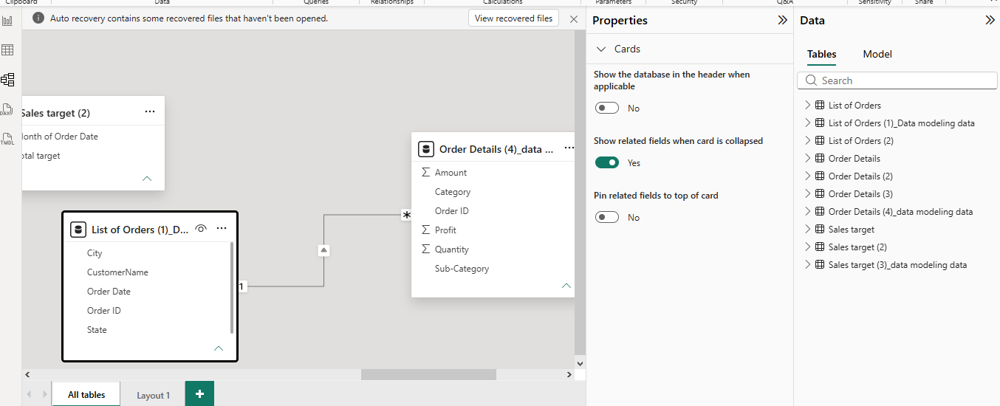 Clipboard
Data
Queries
Relationships
Calculations
Parameters
Security
Q&A
Sensitivity
Share
Auto recovery contains some recovered files that haven't been opened.
View recovered files
DAX
TMDL
Sales target (2)
Month of Order Date
otal target
List of Orders (1)_D...
City
CustomerName
Order Date
Order ID
State
1
*
Order Details (4)_data ...
Amount
Category
Order ID
Profit
Quantity
Sub-Category
All tables
Layout 1
+
Properties
Cards
Show the database in the header when
applicable
No
Show related fields when card is collapsed
Yes
Pin related fields to top of card
No
Data
Tables
Model
Search
List of Orders
List of Orders (1)_Data modeling data
List of Orders (2)
Order Details
Order Details (2)
Order Details (3)
Order Details (4)_data modeling data
Sales target
Sales target (2)
Sales target (3)_data modeling data